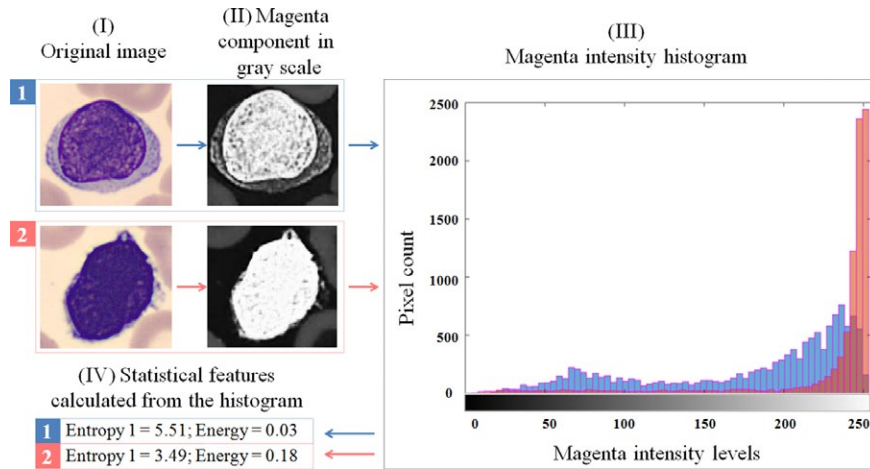 (I)
Original image
(II) Magenta
component in
gray scale
(III)
Magenta intensity histogram
1
2
2500
2000
1500
1000
500
0
Pixel count
0 50 100 150 200 250
Magenta intensity levels
(IV) Statistical features
calculated from the histogram
1 Entropy 1 = 5.51; Energy = 0.03
2 Entropy 1 = 3.49; Energy = 0.18